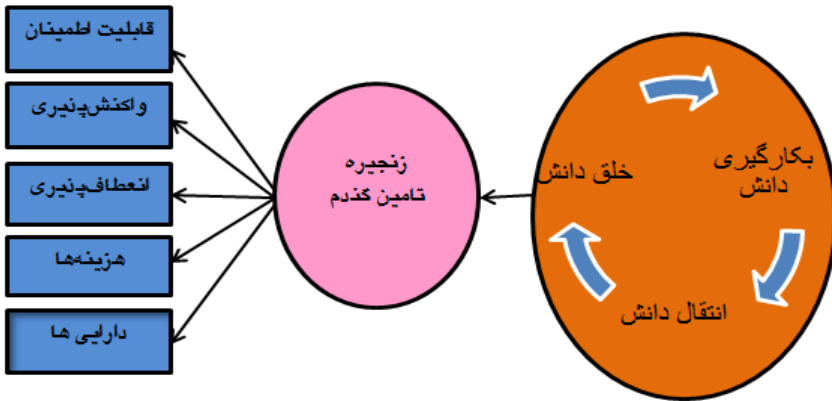 قابلیت اطمینان
واکنش‌پذیری
انعطاف‌پذیری
هزینه‌ها
دارایی ها
زنجیره
تامین گندم
خلق دانش
بکارگیری
دانش
انتقال دانش